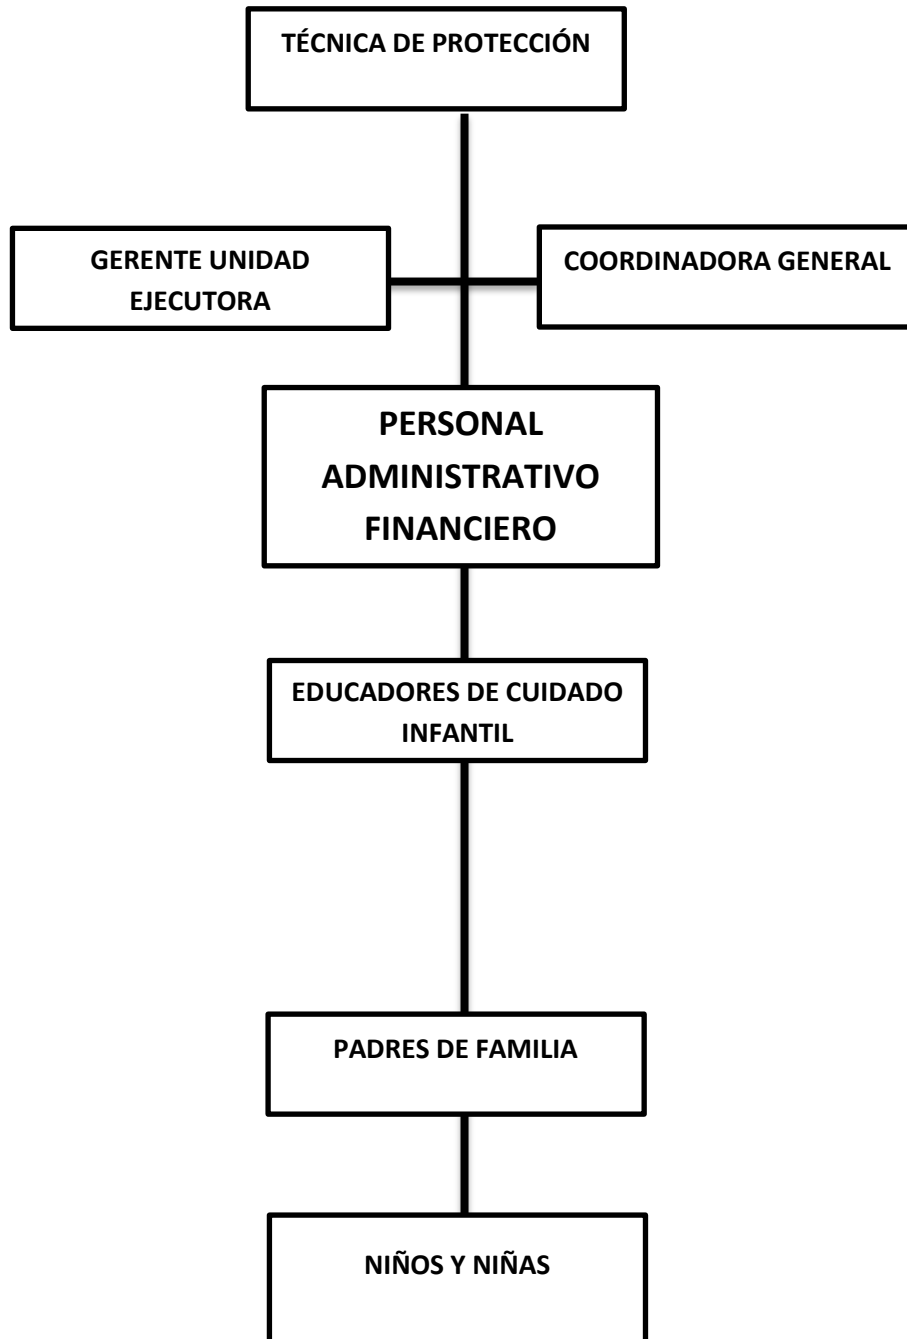 TÉCNICA DE PROTECCIÓN
GERENTE UNIDAD
EJECUTORA
COORDINADORA GENERAL
PERSONAL
ADMINISTRATIVO
FINANCIERO
EDUCADORES DE CUIDADO
INFANTIL
PADRES DE FAMILIA
NIÑOS Y NIÑAS